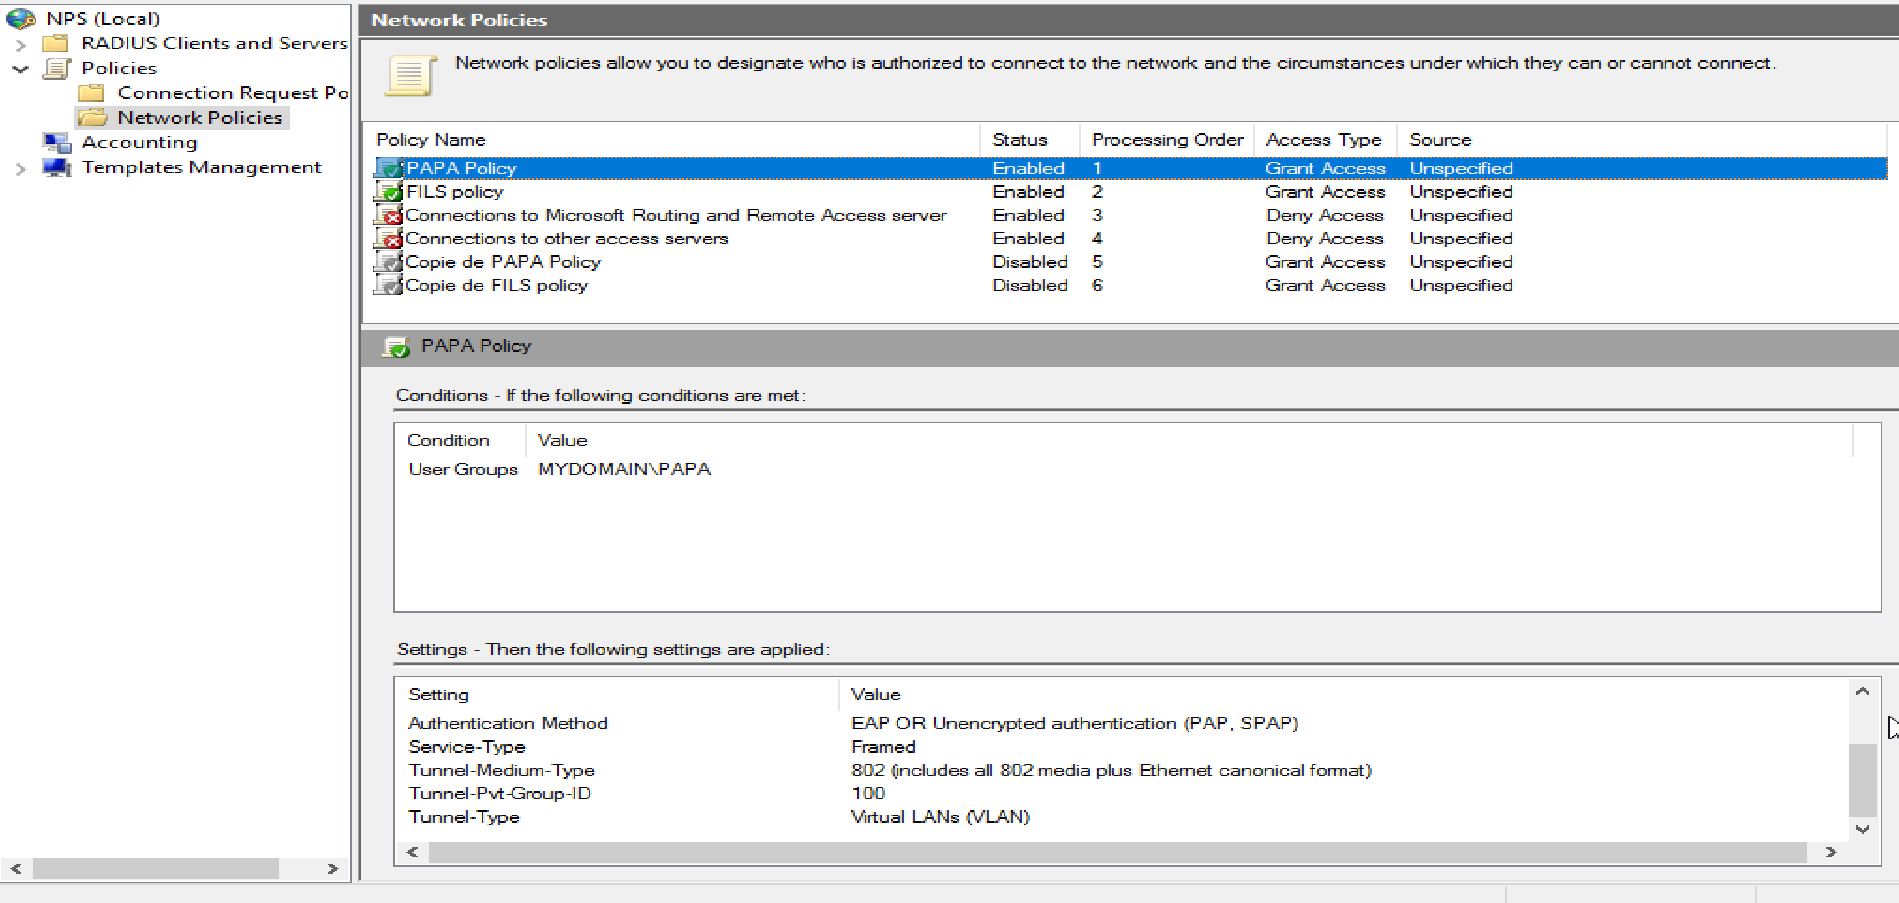 NPS (Local)
RADIUS Clients and Servers
Policies
Connection Request Po
Network Policies
Accounting
Templates Management
Network Policies
Network policies allow you to designate who is authorized to connect to the network and the circumstances under which they can or cannot connect.
Policy Name Status Processing Order Access Type Source
PAPA Policy Enabled 1 Grant Access Unspecified
FILS policy Enabled 2 Grant Access Unspecified
Connections to Microsoft Routing and Remote Access server Enabled 3 Deny Access Unspecified
Connections to other access servers Enabled 4 Deny Access Unspecified
Copie de PAPA Policy Disabled 5 Grant Access Unspecified
Copie de FILS policy Disabled 6 Grant Access Unspecified
PAPA Policy
Conditions - If the following conditions are met:
Condition Value
User Groups MYDOMAIN\PAPA
Settings - Then the following settings are applied:
Setting Value
Authentication Method EAP OR Unencrypted authentication (PAP, SPAP)
Service-Type Framed
Tunnel-Medium-Type 802 (includes all 802 media plus Ethernet canonical format)
Tunnel-Pvt-Group-ID 100
Tunnel-Type Virtual LANs (VLAN)